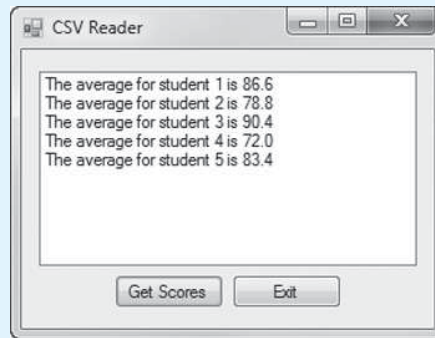 CSV Reader
The average for student 1 is 86.6
The average for student 2 is 78.8
The average for student 3 is 90.4
The average for student 4 is 72.0
The average for student 5 is 83.4
Get Scores Exit